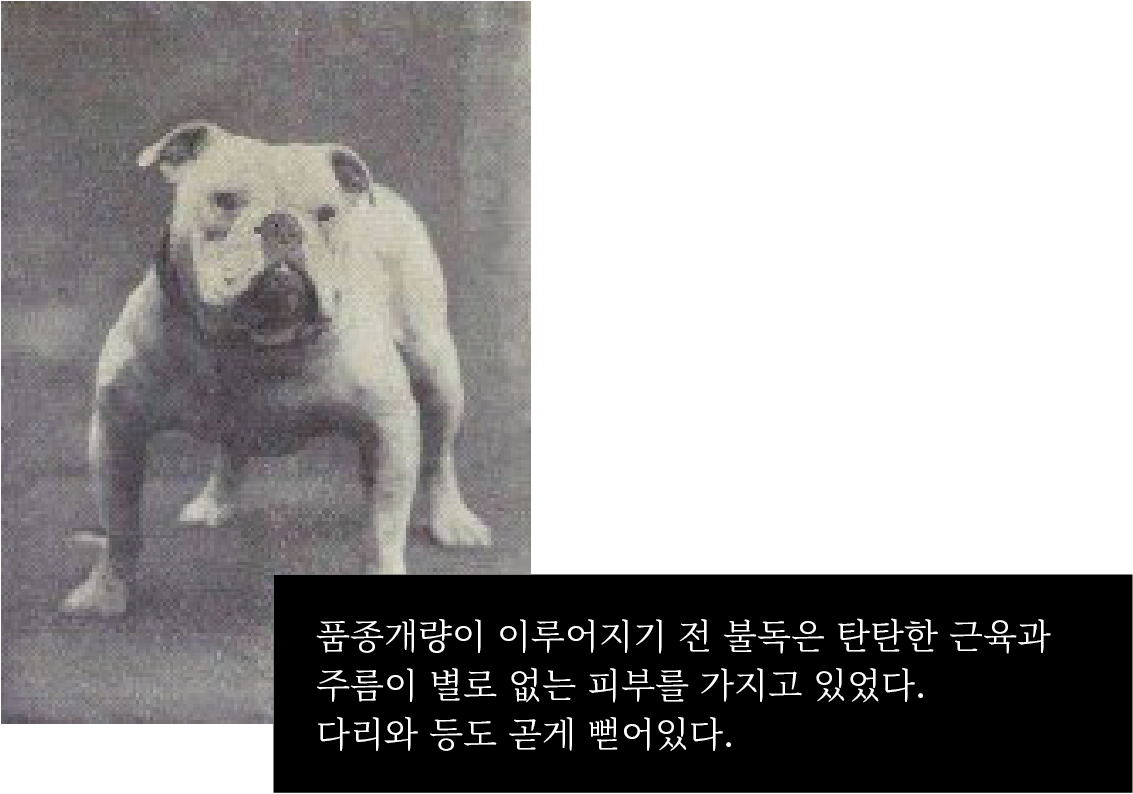 품종개량이 이루어지기 전 불독은 탄탄한 근육과
주름이 별로 없는 피부를 가지고 있었다.
다리와 등도 곧게 뻗어있다.